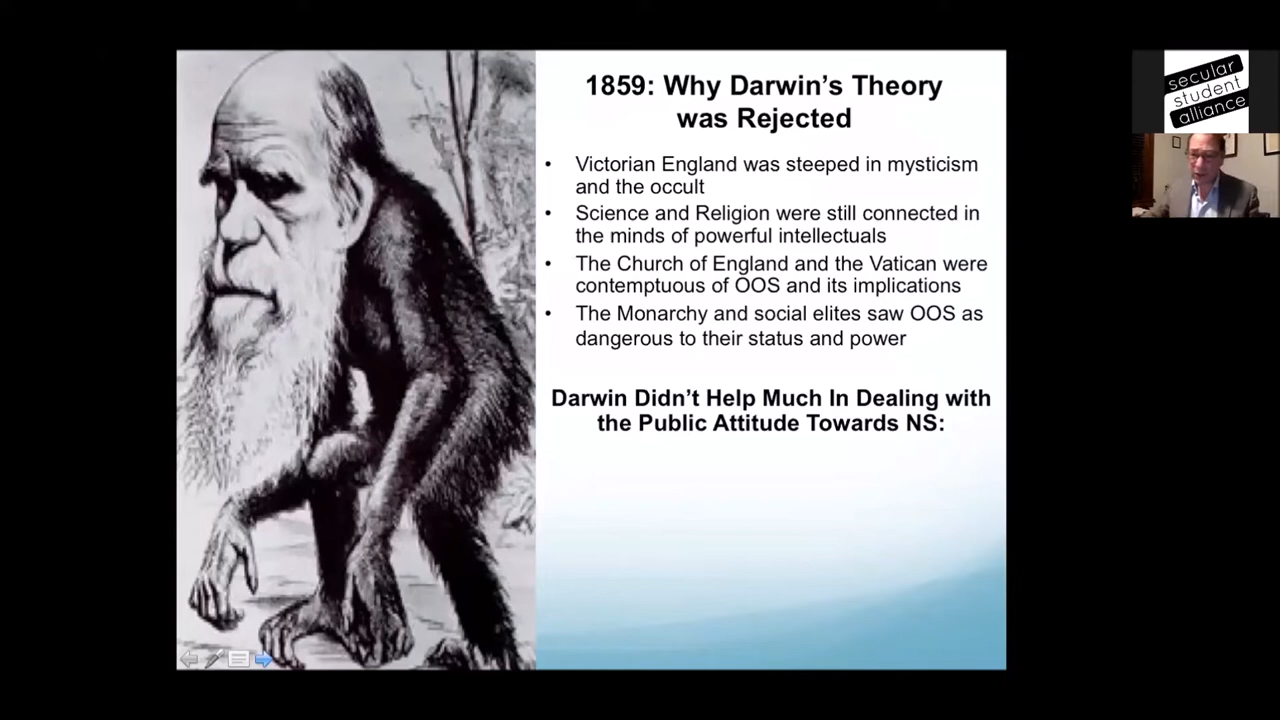 1859: Why Darwin's Theory
was Rejected
• Victorian England was steeped in mysticism
and the occult
• Science and Religion were still connected in
the minds of powerful intellectuals
• The Church of England and the Vatican were
contemptuous of OOS and its implications
• The Monarchy and social elites saw OOS as
dangerous to their status and power
Darwin Didn't Help Much In Dealing with
the Public Attitude Towards NS:
secular
student
alliance